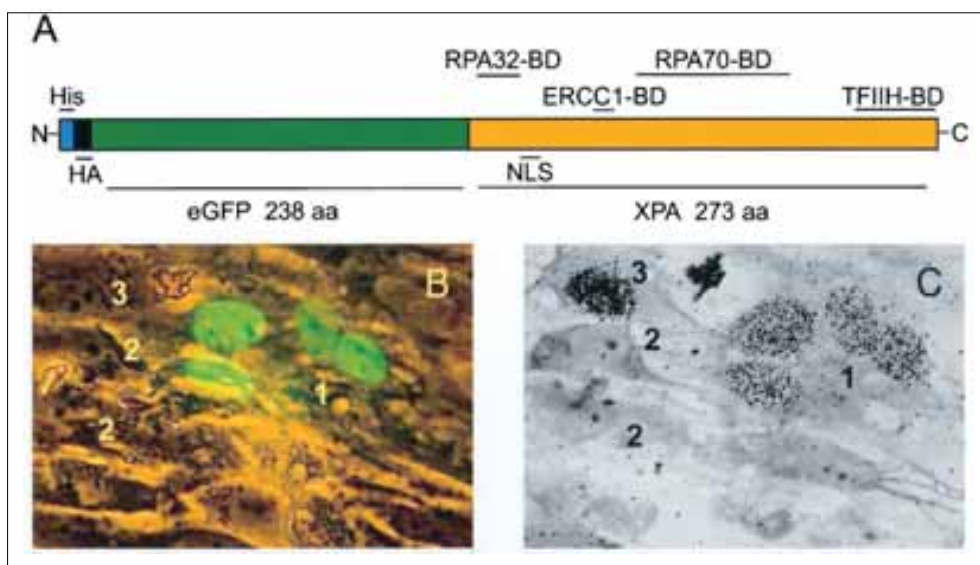 A
RPA32-BD RPA70-BD
His ERCC1-BD TFIIH-BD
N C
HA NLS
eGFP 238 aa XPA 273 aa
B C
3 3
2 2
1 1
2 2